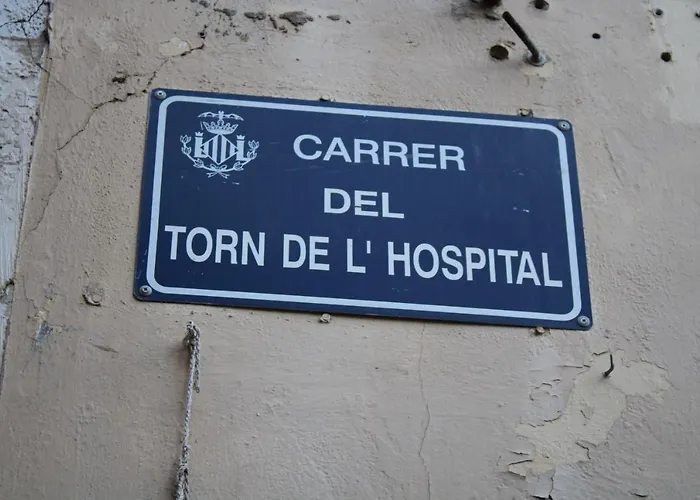 CARRER
DEL
TORN DE L' HOSPITAL